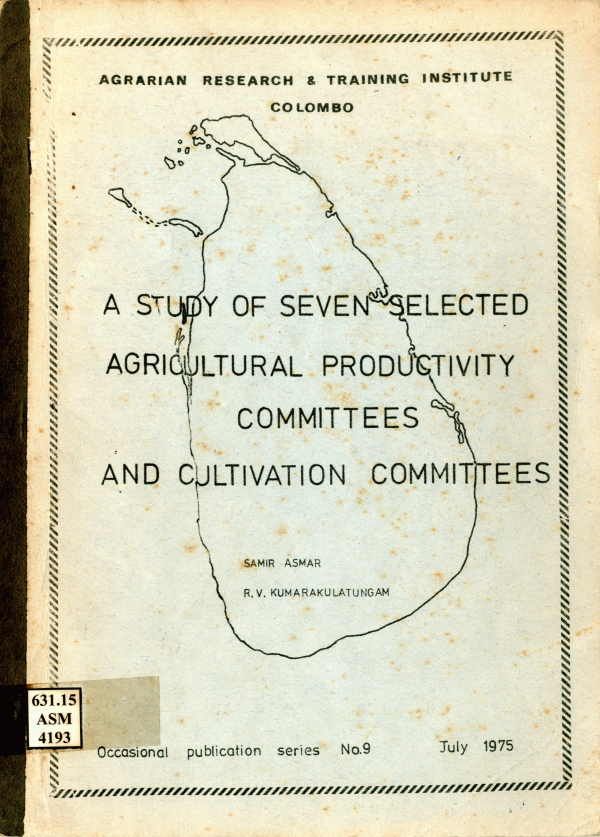 AGRARIAN RESEARCH & TRAINING INSTITUTE
COLOMBO
A STUDY OF SEVEN SELECTED
AGRICULTURAL PRODUCTIVITY
COMMITTEES
AND CULTIVATION COMMITTEES
SAMIR ASMAR
R. V. KUMARAKULATUNGAM
631.15
ASM
4193
Occasional publication series No.9 July 1975